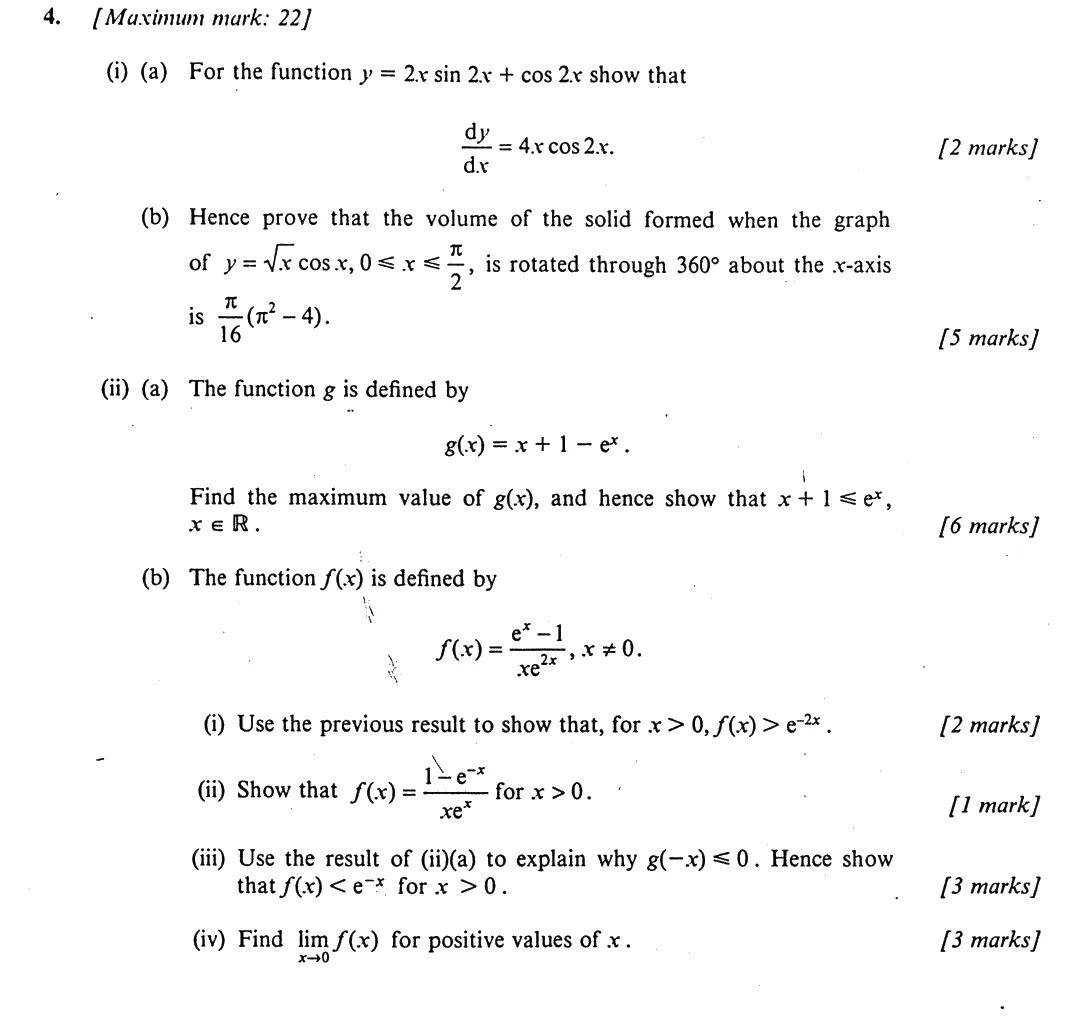 4. [Maximum mark: 22]
(i) (a) For the function y = 2x sin 2x + cos 2x show that
dy/dx = 4x cos 2x. [2 marks]
(b) Hence prove that the volume of the solid formed when the graph
of y = √x cos x, 0 ⩽ x ⩽ π/2, is rotated through 360° about the x-axis
is π/16 (π² – 4).
[5 marks]
(ii) (a) The function g is defined by
g(x) = x + 1 – eˣ.
Find the maximum value of g(x), and hence show that x + 1 ⩽ eˣ,
x ∈ ℝ. [6 marks]
(b) The function f(x) is defined by
f(x) = (eˣ – 1)/(xe²ˣ), x ≠ 0.
(i) Use the previous result to show that, for x > 0, f(x) > e⁻²ˣ. [2 marks]
(ii) Show that f(x) = (1 – e⁻ˣ)/(xeˣ) for x > 0. [1 mark]
(iii) Use the result of (ii)(a) to explain why g(–x) ⩽ 0. Hence show
that f(x) < e⁻ˣ for x > 0. [3 marks]
(iv) Find lim x→0 f(x) for positive values of x. [3 marks]